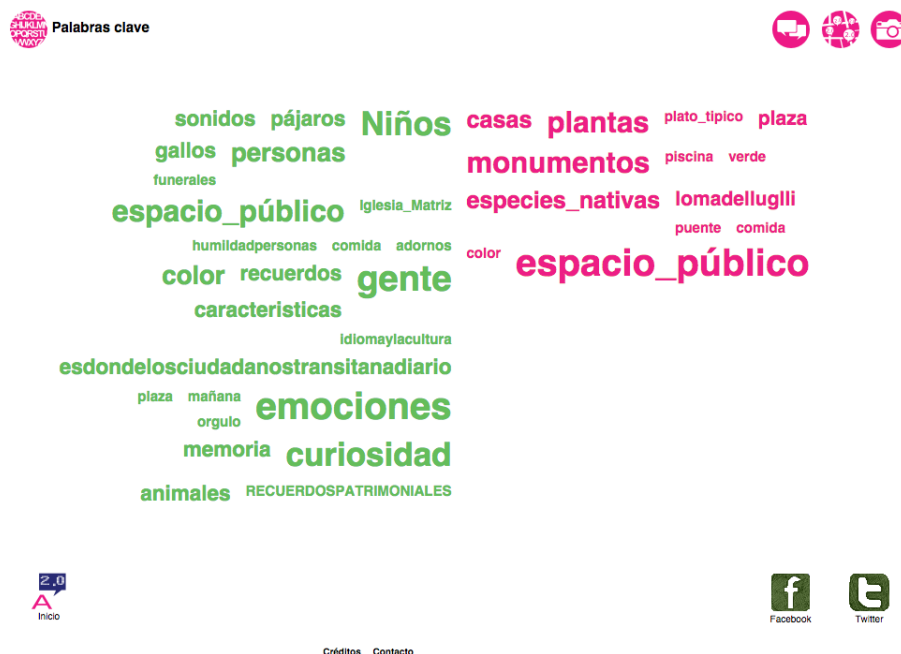 Palabras clave
sonidos pájaros Niños
gallos personas
funerales
espacio_público Iglesia_Matriz
humildadpersonas comida adornos
color recuerdos gente
caracteristicas
idiomaylacultura
esdondelosciudadanostransitanadiario
plaza mañana emociones
orgulo
memoria curiosidad
animales RECUERDOSPATRIMONIALES
casas plantas plato_tipico plaza
monumentos piscina verde
especies_nativas lomadelluglli
puente comida
color espacio_público
2.0
A
Inicio
Facebook Twitter
Créditos Contacto